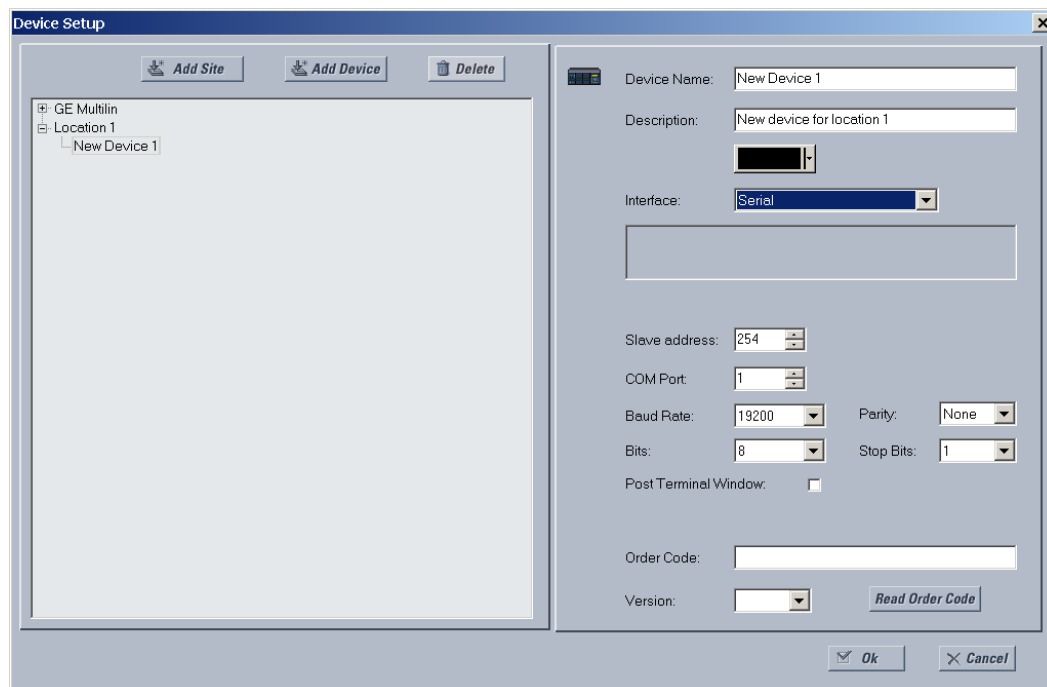 Device Setup
Add Site
Add Device
Delete
GE Multilin
Location 1
New Device 1
Device Name: New Device 1
Description: New device for location 1
Interface: Serial
Slave address: 254
COM Port: 1
Baud Rate: 19200 Parity: None
Bits: 8 Stop Bits: 1
Post Terminal Window:
Order Code:
Version: Read Order Code
Ok
Cancel